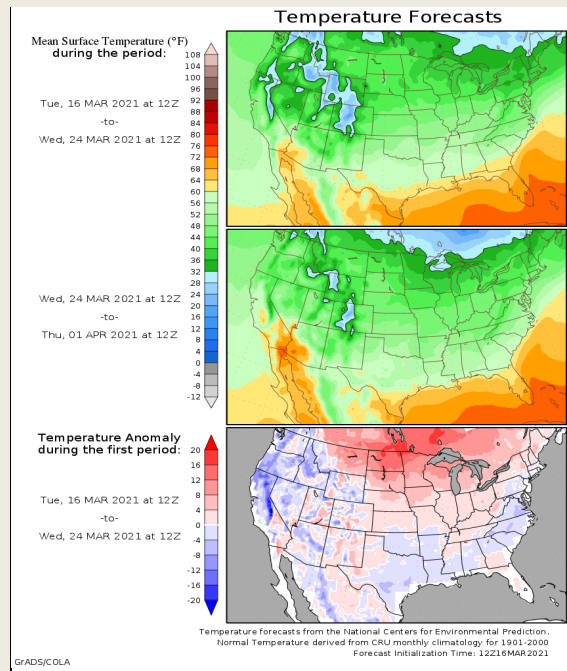 Temperature Forecasts
Mean Surface Temperature (°F)
during the period:
108
104
100
96
92
88
84
80
76
72
68
64
60
56
52
48
44
40
36
32
28
24
20
16
12
8
4
0
-4
-8
-12
Tue, 16 MAR 2021 at 12Z
-to-
Wed, 24 MAR 2021 at 12Z
Wed, 24 MAR 2021 at 12Z
-to-
Thu, 01 APR 2021 at 12Z
Temperature Anomaly
during the first period:
20
16
12
8
4
0
-4
-8
-12
-16
-20
Tue, 16 MAR 2021 at 12Z
-to-
Wed, 24 MAR 2021 at 12Z
Temperature forecasts from the National Centers for Environmental Prediction.
Normal Temperature derived from CRU monthly climatology for 1901-2000
Forecast Initialization Time: 12Z16MAR2021
GrADS/COLA